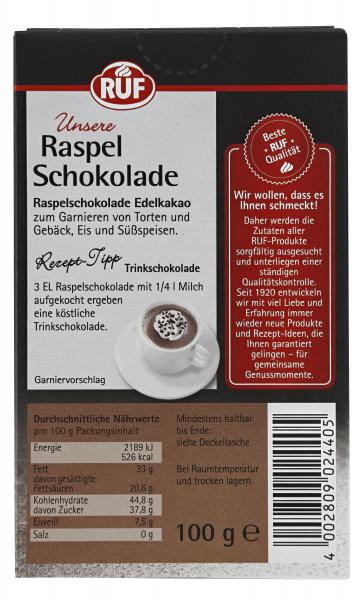 RUF
Unsere
Raspel
Schokolade
Raspelschokolade Edelkakao
zum Garnieren von Torten und
Gebäck, Eis und Süßspeisen.
Rezept-Tipp Trinkschokolade
3 EL Raspelschokolade mit 1/4 l Milch
aufgekocht ergeben
eine köstliche
Trinkschokolade.
Garniervorschlag
Beste
• RUF •
Qualität
Wir wollen, dass es
Ihnen schmeckt!
Daher werden die
Zutaten aller
RUF-Produkte
sorgfältig ausgesucht
und unterliegen einer
ständigen
Qualitätskontrolle.
Seit 1920 entwickeln
wir mit viel Liebe und
Erfahrung immer
wieder neue Produkte
und Rezept-Ideen, die
Ihnen garantiert
gelingen – für
gemeinsame
Genussmomente.
Durchschnittliche Nährwerte
pro 100 g Packungsinhalt
Energie 2189 kJ
526 kcal
Fett 33 g
davon gesättigte
Fettsäuren 20,6 g
Kohlenhydrate 44,8 g
davon Zucker 37,8 g
Eiweiß 7,5 g
Salz 0 g
Mindestens haltbar
bis Ende:
siehe Deckellasche
Bei Raumtemperatur
und trocken lagern.
100 g e
4 002809 024405